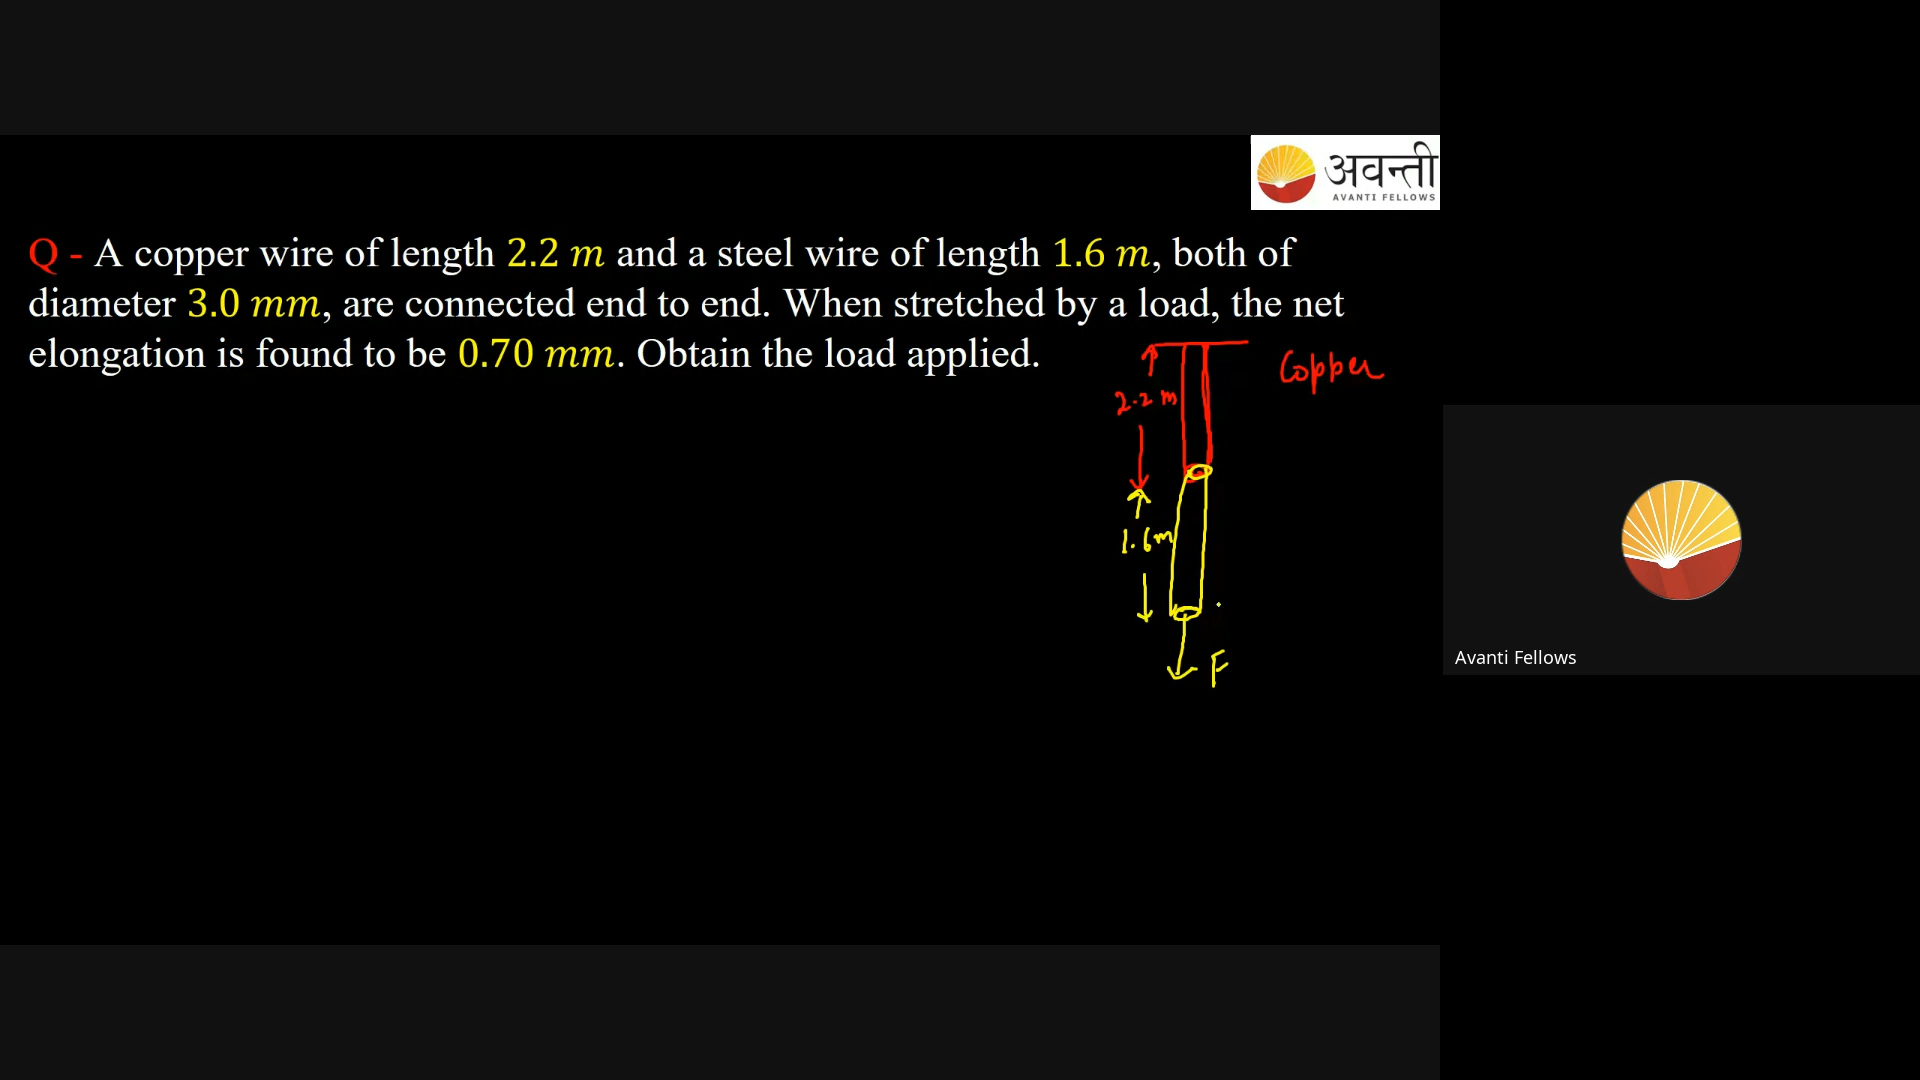 अवन्ती
AVANTI FELLOWS
Q - A copper wire of length 2.2 m and a steel wire of length 1.6 m, both of
diameter 3.0 mm, are connected end to end. When stretched by a load, the net
elongation is found to be 0.70 mm. Obtain the load applied.
Copper
2.2 m
1.6m
F
Avanti Fellows